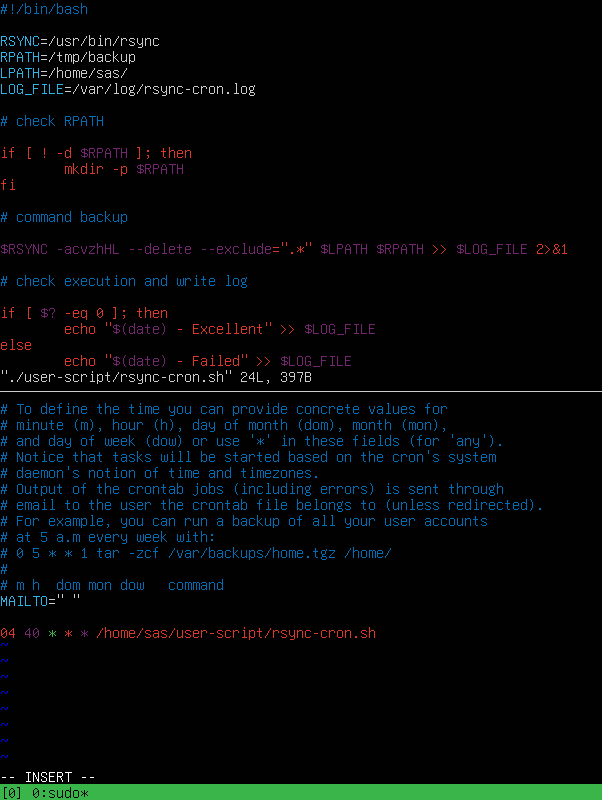 #!/bin/bash
RSYNC=/usr/bin/rsync
RPATH=/tmp/backup
LPATH=/home/sas/
LOG_FILE=/var/log/rsync-cron.log
# check RPATH
if [ ! -d $RPATH ]; then
mkdir -p $RPATH
fi
# command backup
$RSYNC -acvzhHL --delete --exclude=".*" $LPATH $RPATH >> $LOG_FILE 2>&1
# check execution and write log
if [ $? -eq 0 ]; then
echo "$(date) - Excellent" >> $LOG_FILE
else
echo "$(date) - Failed" >> $LOG_FILE
"./user-script/rsync-cron.sh" 24L, 397B
# To define the time you can provide concrete values for
# minute (m), hour (h), day of month (dom), month (mon),
# and day of week (dow) or use '*' in these fields (for 'any').
# Notice that tasks will be started based on the cron's system
# daemon's notion of time and timezones.
# Output of the crontab jobs (including errors) is sent through
# email to the user the crontab file belongs to (unless redirected).
# For example, you can run a backup of all your user accounts
# at 5 a.m every week with:
# 0 5 * * 1 tar -zcf /var/backups/home.tgz /home/
#
# m h  dom mon dow   command
MAILTO=" "
04 40 * * * /home/sas/user-script/rsync-cron.sh
~
~
~
~
~
~
~
~
-- INSERT --
[0] 0:sudo*